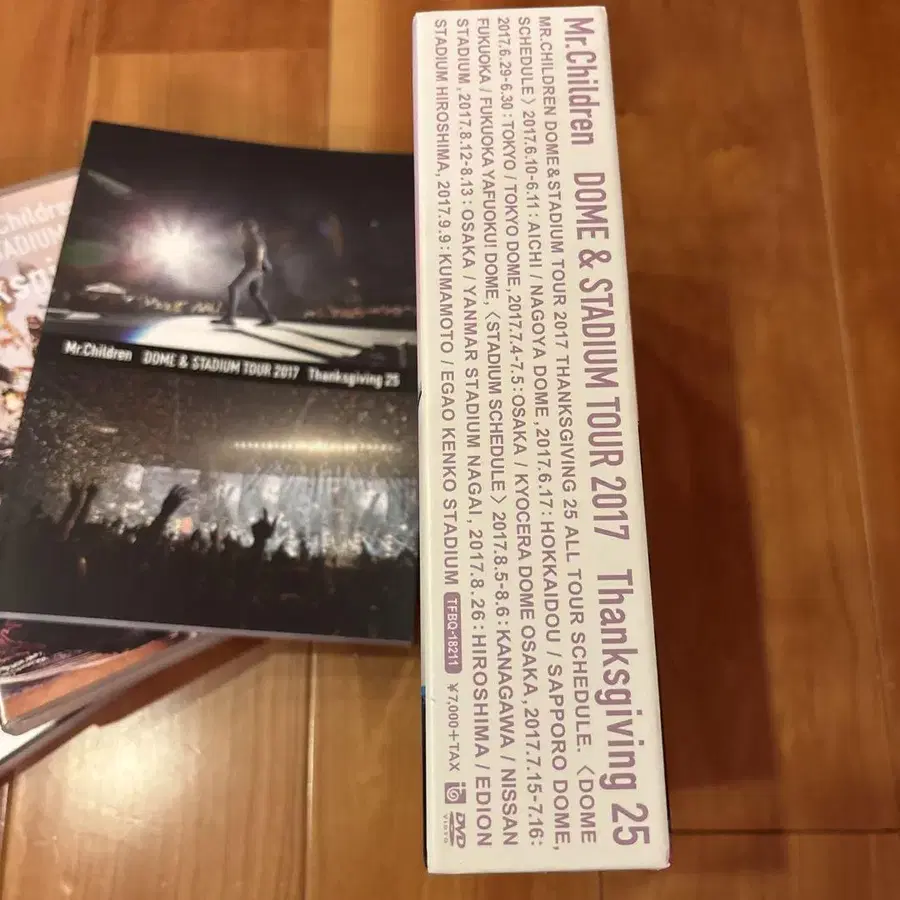 Mr.Children DOME & STADIUM TOUR 2017 Thanksgiving 25
MR.CHILDREN DOME&STADIUM TOUR 2017 THANKSGIVING 25 ALL TOUR SCHEDULE. 〈DOME
SCHEDULE〉2017.6.10-6.11 : AICHI / NAGOYA DOME, 2017.6.17 : HOKKAIDOU / SAPPORO DOME,
2017.6.29-6.30 : TOKYO / TOKYO DOME, 2017.7.4-7.5 : OSAKA / KYOCERA DOME OSAKA, 2017.7.15-7.16 :
FUKUOKA / FUKUOKA YAFUOKU! DOME, 〈STADIUM SCHEDULE〉2017.8.5-8.6 : KANAGAWA / NISSAN
STADIUM, 2017.8.12-8.13 : OSAKA / YANMAR STADIUM NAGAI, 2017.8.26 : HIROSHIMA / EDION
STADIUM HIROSHIMA, 2017.9.9 : KUMAMOTO / EGAO KENKO STADIUM TFBQ-18211 ¥7,000+TAX DVD VIDEO
Mr.Children DOME & STADIUM TOUR 2017 Thanksgiving 25
Children
STADIUM